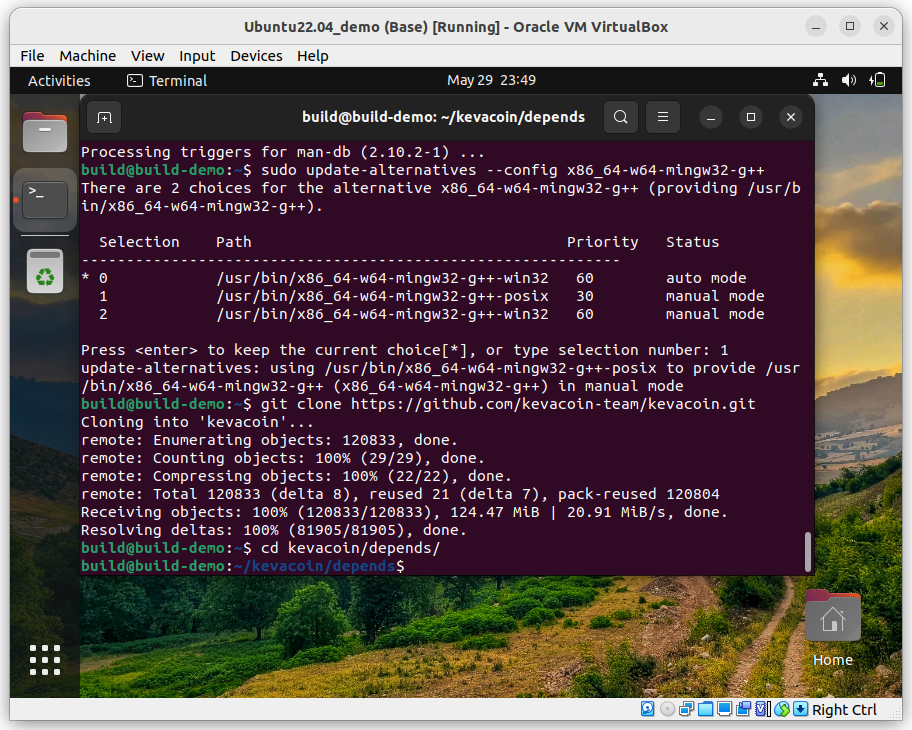 Ubuntu22.04_demo (Base) [Running] - Oracle VM VirtualBox
File Machine View Input Devices Help
Activities Terminal May 29 23:49
build@build-demo: ~/kevacoin/depends
Processing triggers for man-db (2.10.2-1) ...
build@build-demo:~$ sudo update-alternatives --config x86_64-w64-mingw32-g++
There are 2 choices for the alternative x86_64-w64-mingw32-g++ (providing /usr/b
in/x86_64-w64-mingw32-g++).
Selection Path Priority Status
------------------------------------------------------------
* 0 /usr/bin/x86_64-w64-mingw32-g++-win32 60 auto mode
1 /usr/bin/x86_64-w64-mingw32-g++-posix 30 manual mode
2 /usr/bin/x86_64-w64-mingw32-g++-win32 60 manual mode
Press <enter> to keep the current choice[*], or type selection number: 1
update-alternatives: using /usr/bin/x86_64-w64-mingw32-g++-posix to provide /usr
/bin/x86_64-w64-mingw32-g++ (x86_64-w64-mingw32-g++) in manual mode
build@build-demo:~$ git clone https://github.com/kevacoin-team/kevacoin.git
Cloning into 'kevacoin'...
remote: Enumerating objects: 120833, done.
remote: Counting objects: 100% (29/29), done.
remote: Compressing objects: 100% (22/22), done.
remote: Total 120833 (delta 8), reused 21 (delta 7), pack-reused 120804
Receiving objects: 100% (120833/120833), 124.47 MiB | 20.91 MiB/s, done.
Resolving deltas: 100% (81905/81905), done.
build@build-demo:~$ cd kevacoin/depends/
build@build-demo:~/kevacoin/depends$
Home
Right Ctrl